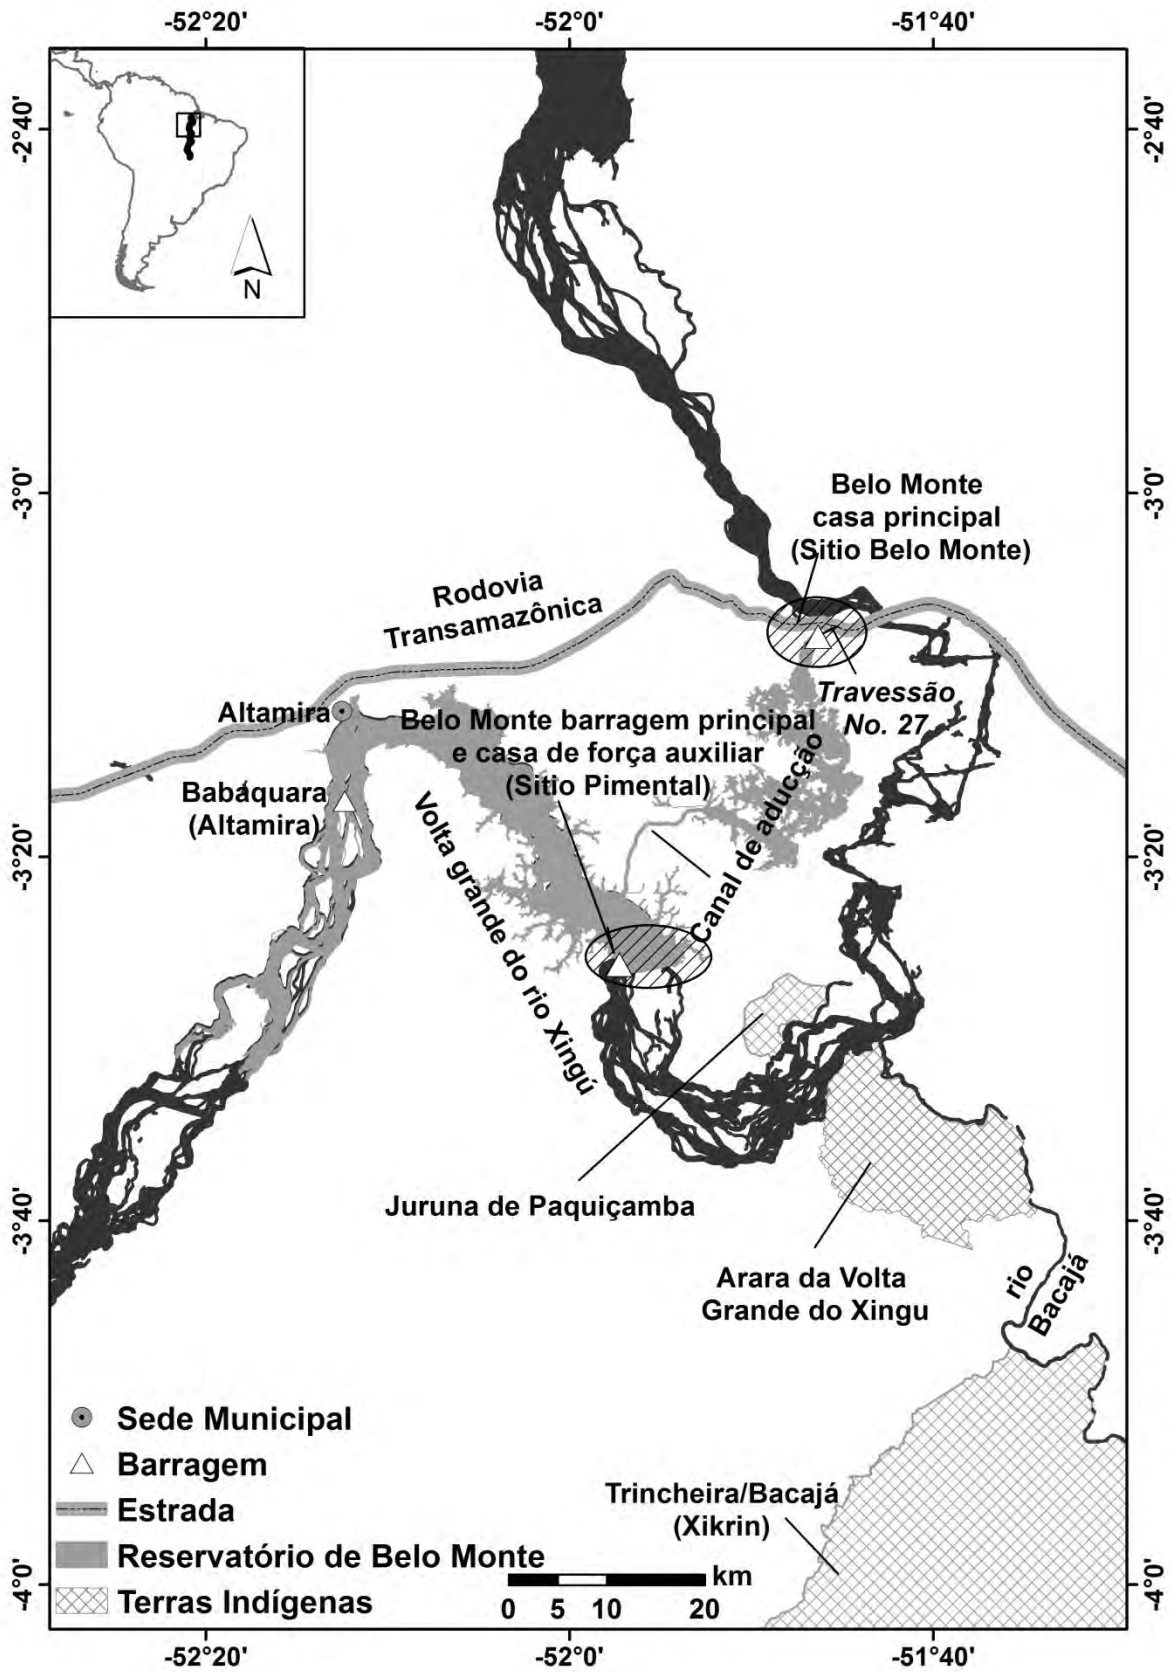 -52°20'
-52°0'
-51°40'
-2°40'
-2°40'
N
-3°0'
-3°0'
Belo Monte
casa principal
(Sitio Belo Monte)
Rodovia
Transamazônica
Travessão
No. 27
Altamira
Belo Monte barragem principal
e casa de força auxiliar
(Sitio Pimental)
Babáquara
(Altamira)
Volta grande do rio Xingú
Canal de aducção
-3°20'
-3°20'
Juruna de Paquiçamba
-3°40'
-3°40'
Arara da Volta
Grande do Xingu
rio
Bacajá
Sede Municipal
Barragem
Estrada
Reservatório de Belo Monte
Terras Indígenas
Trincheira/Bacajá
(Xikrin)
km
0 5 10 20
-4°0'
-4°0'
-52°20'
-52°0'
-51°40'